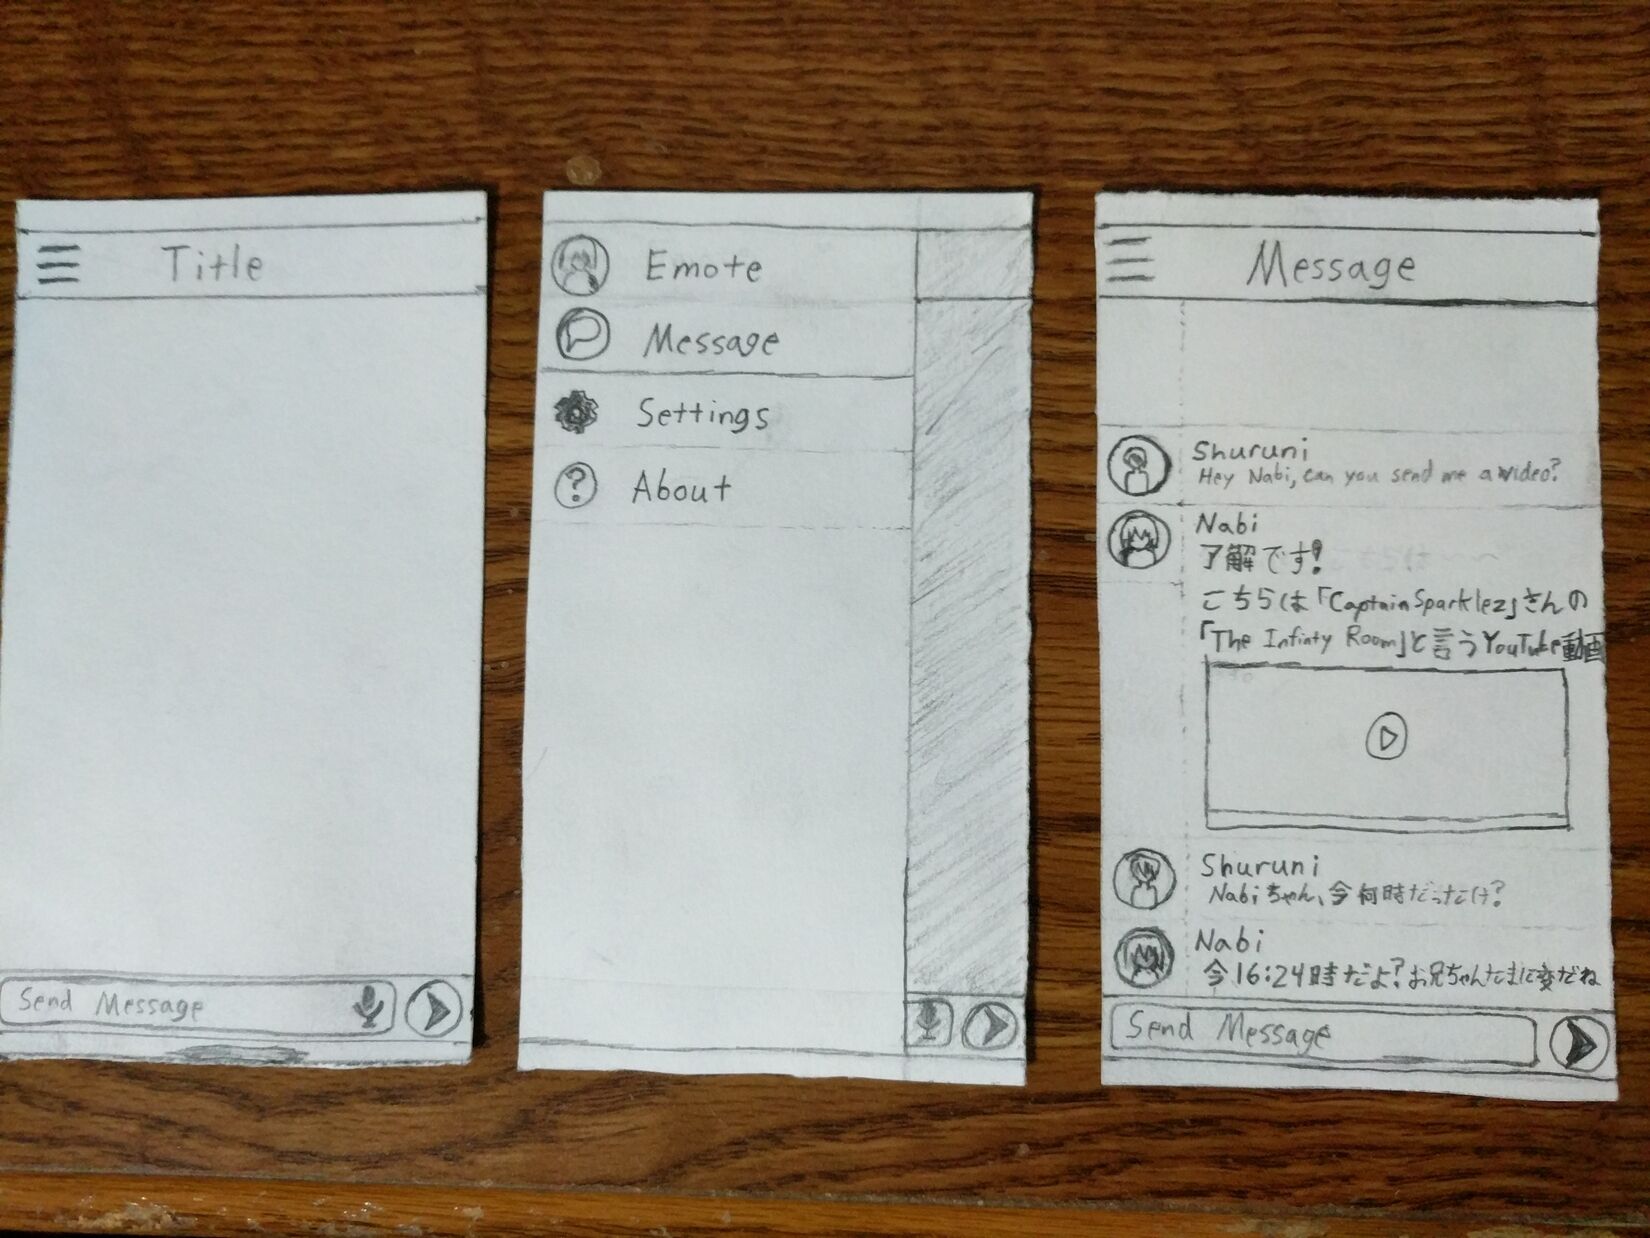 Title
Send Message
Emote
Message
Settings
?
About
Message
Shuruni
Hey Nabi, can you send me a video?
Nabi
了解です!
こちらは「CaptainSparklez」さんの
「The Infinty Room」と言うYouTube動画
Shuruni
Nabiちゃん、今何時だったけ?
Nabi
今16:24時だよ?お兄ちゃんたまに変だね
Send Message